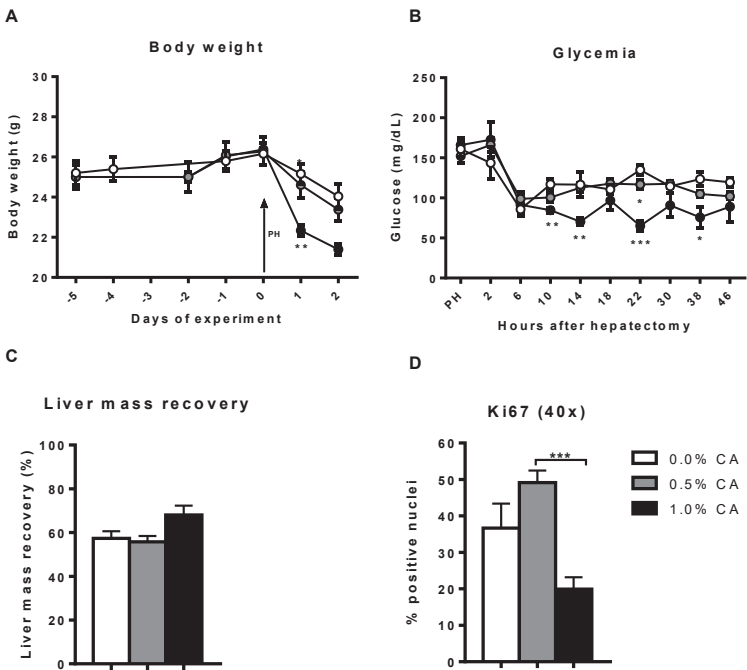 A
Body weight
Body weight (g)
30
28
26
24
22
20
*
PH
**
-5
-4
-3
-2
-1
0
1
2
Days of experiment
B
Glycemia
Glucose (mg/dL)
250
200
150
100
50
0
**
**
*
***
*
PH
2
6
10
14
18
22
30
38
46
Hours after hepatectomy
C
Liver mass recovery
Liver mass recovery (%)
100
80
60
40
20
0
D
Ki67 (40x)
% positive nuclei
60
50
40
30
20
10
0
***
0.0% CA
0.5% CA
1.0% CA